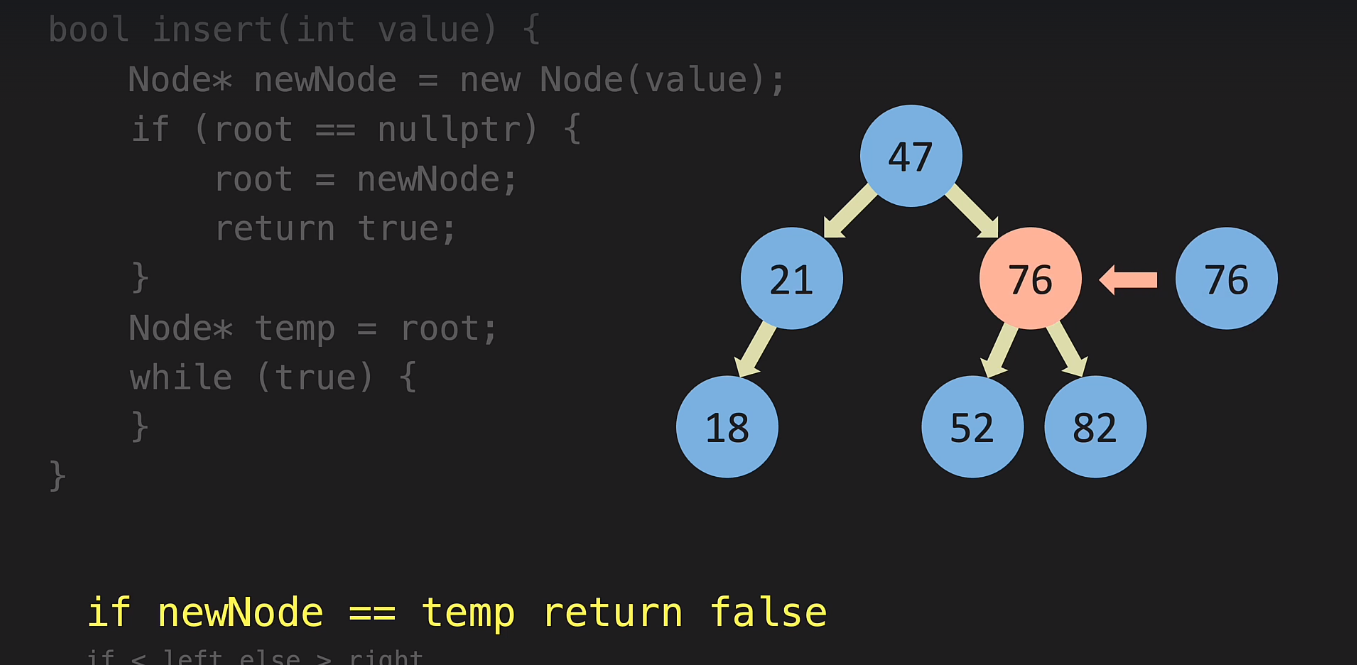 bool insert(int value) {
Node* newNode = new Node(value);
if (root == nullptr) {
root = newNode;
return true;
}
Node* temp = root;
while (true) {
}
}
47
21
76
76
18
52
82
if newNode == temp return false
if < left else > right